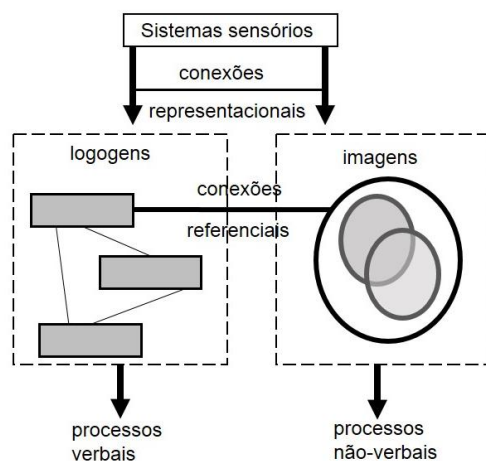 Sistemas sensórios
conexões
representacionais
logogens
imagens
conexões
referenciais
processos
verbais
processos
não-verbais